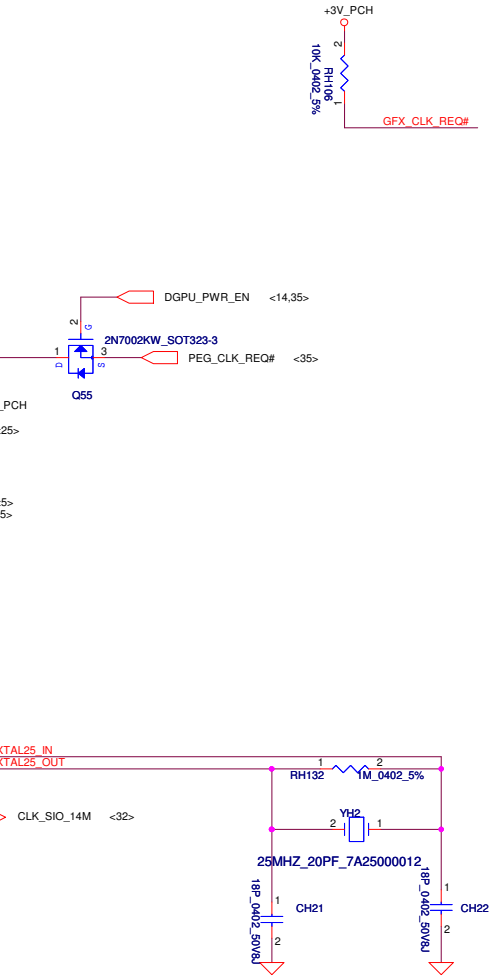 +3V_PCH
2
RH106
10K_0402_5%
1
GFX_CLK_REQ#
DGPU_PWR_EN <14,35>
2
G
2N7002KW_SOT323-3
1
3
D
S
PEG_CLK_REQ# <35>
Q55
_PCH
25>
5>
5>
XTAL25_IN
XTAL25_OUT
1
2
RH132
1M_0402_5%
CLK_SIO_14M <32>
YH2
2
1
25MHZ_20PF_7A25000012
18P_0402_50V8J
1
CH21
2
18P_0402_50V8J
1
CH22
2